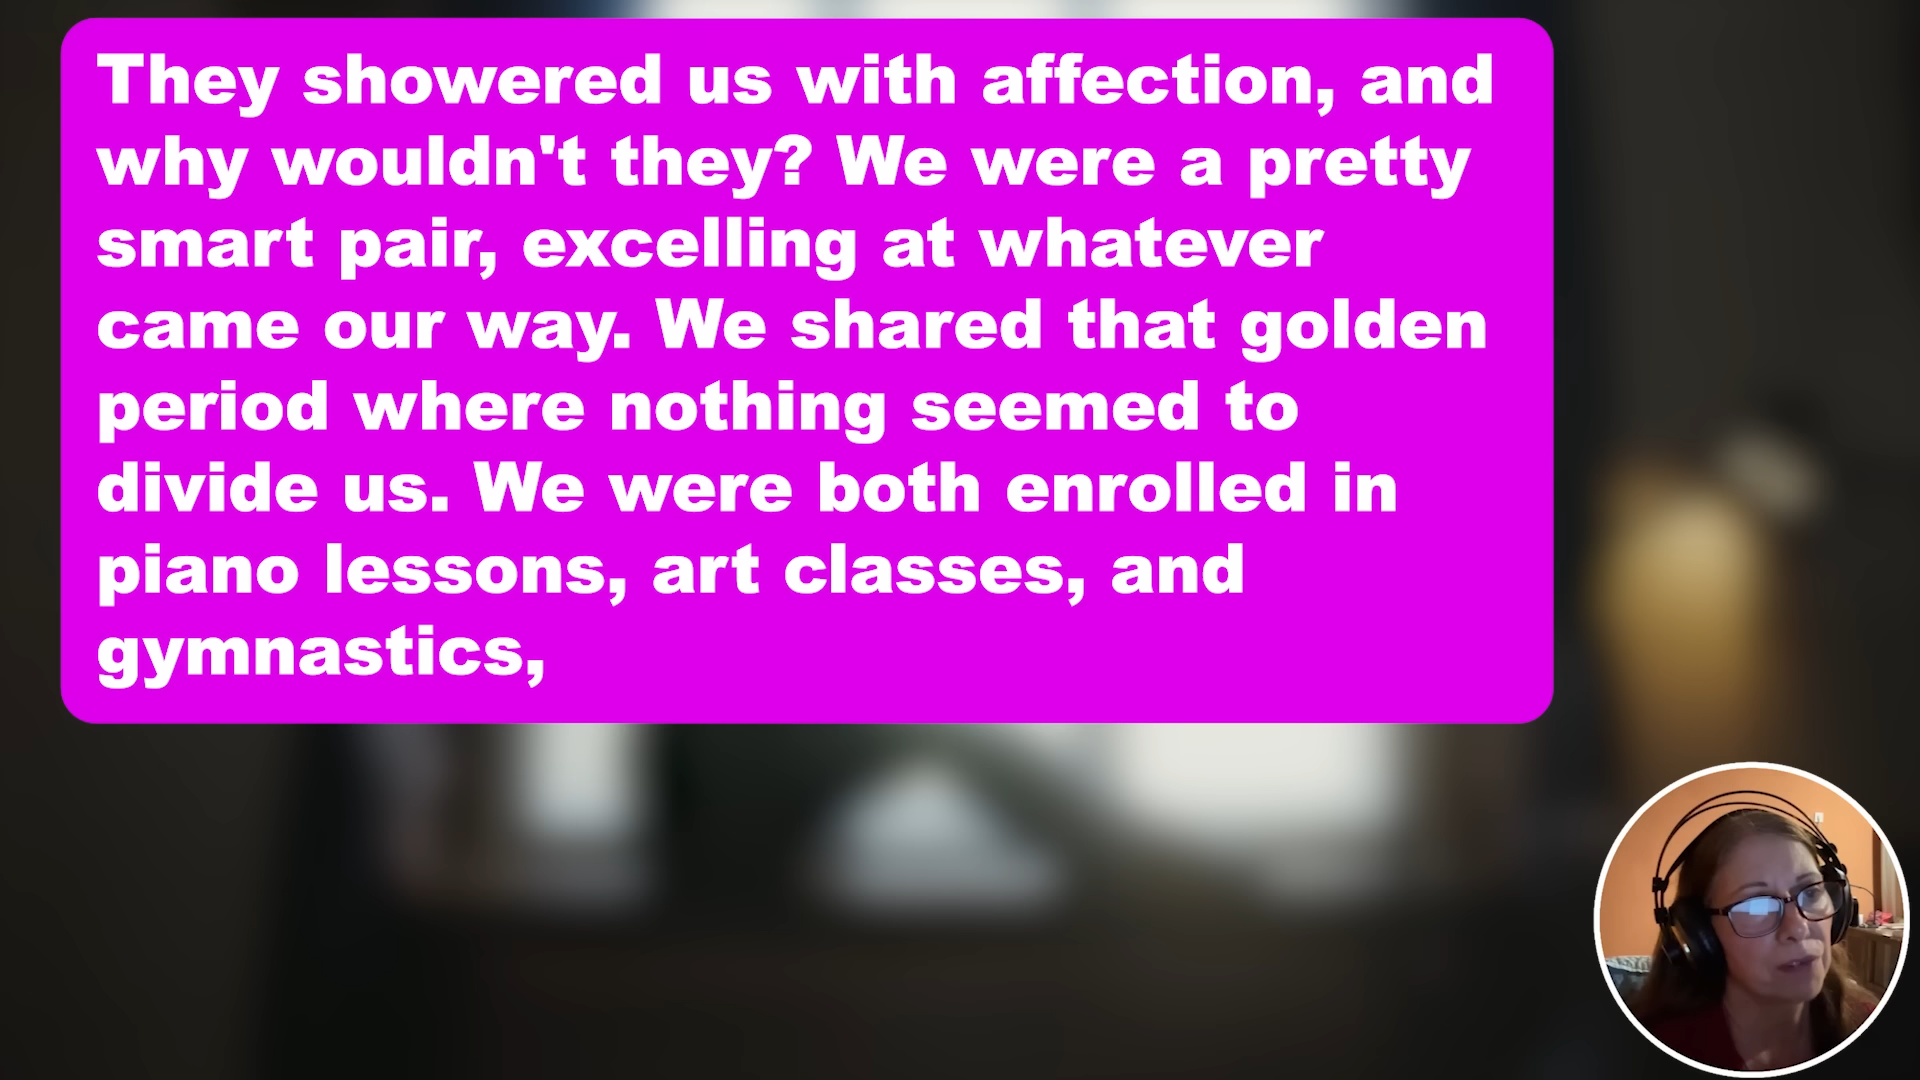 They showered us with affection, and
why wouldn't they? We were a pretty
smart pair, excelling at whatever
came our way. We shared that golden
period where nothing seemed to
divide us. We were both enrolled in
piano lessons, art classes, and
gymnastics,